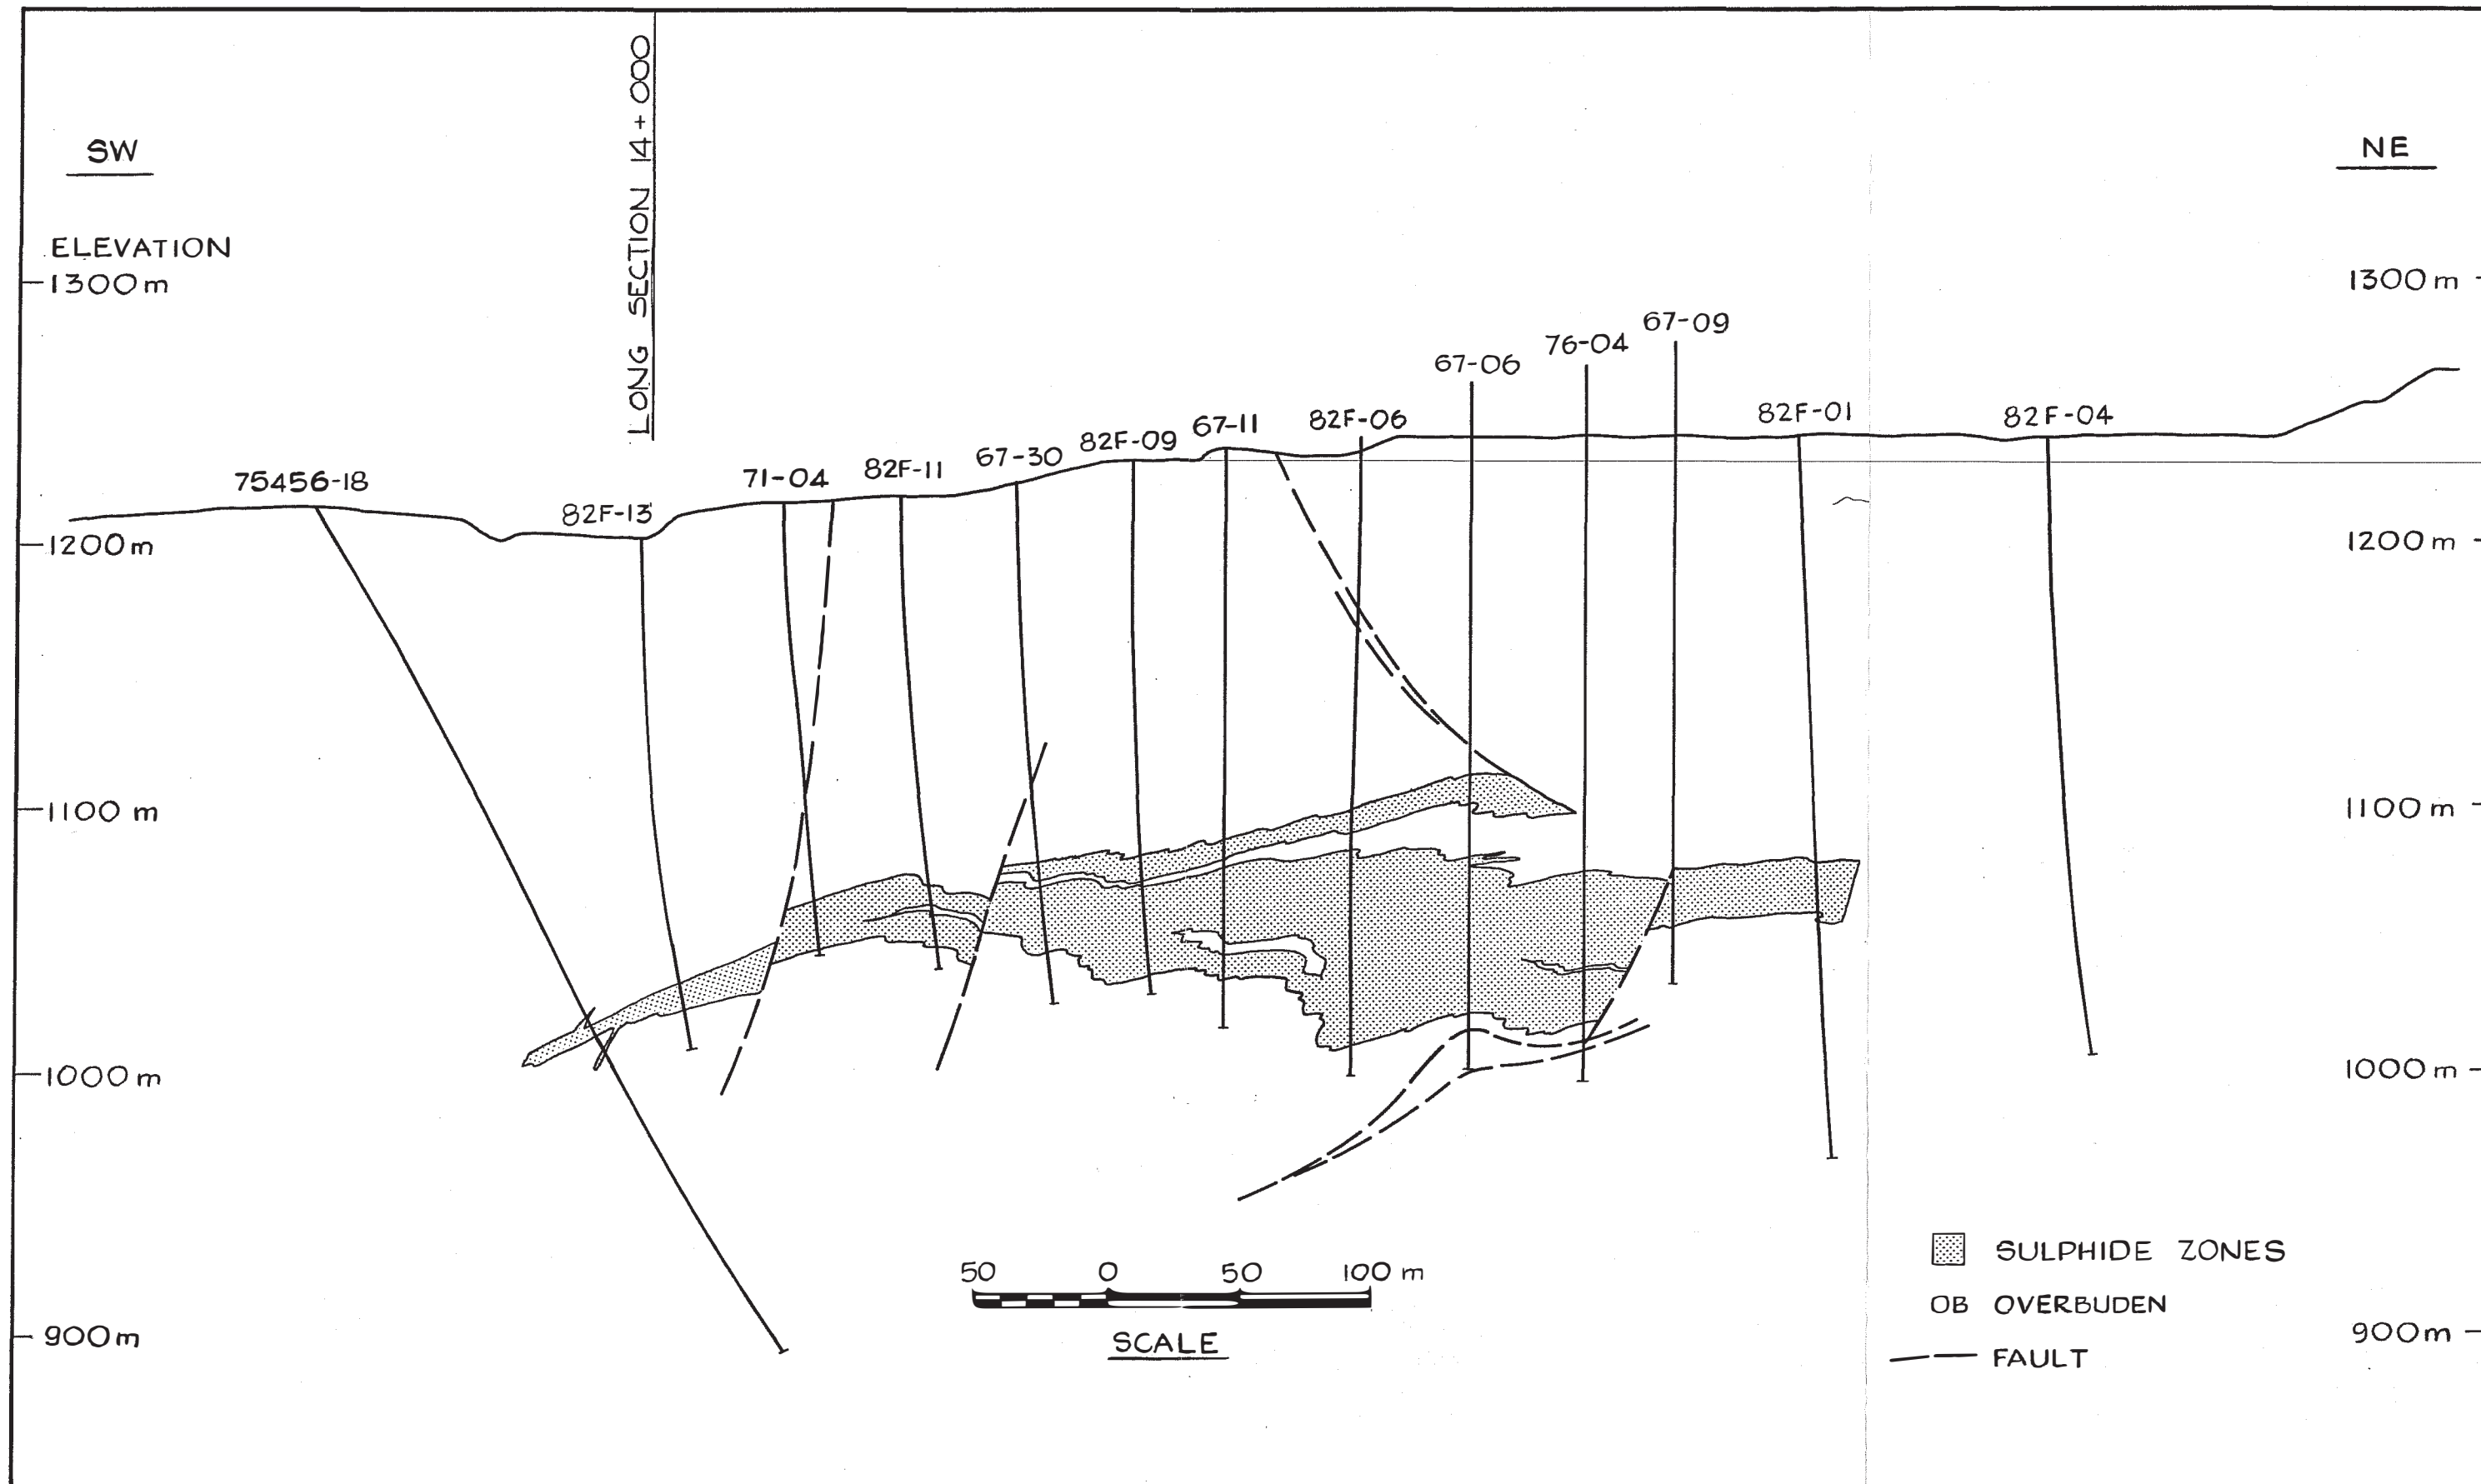 LONG SECTION 14+000
SW
NE
ELEVATION
1300m
1300m
67-09
76-04
67-06
82F-06
67-11
82F-01
82F-04
82F-09
67-30
82F-11
71-04
75456-18
82F-13
1200m
1200m
1100 m
1100m
1000m
1000m
900m
900m
50 0 50 100 m
SCALE
SULPHIDE ZONES
OB OVERBUDEN
FAULT